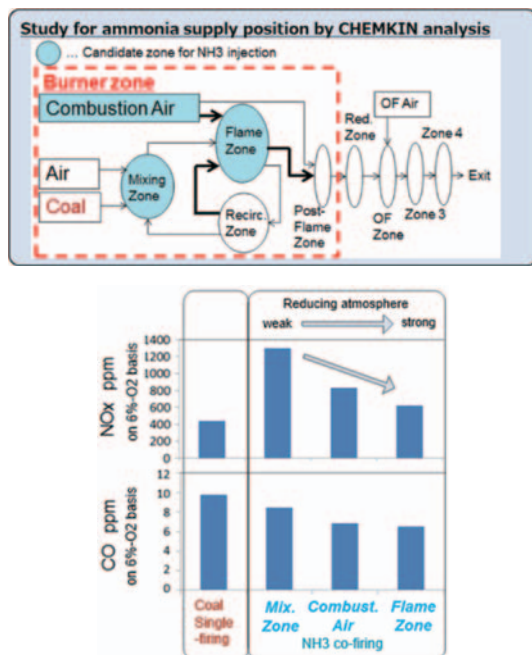 Study for ammonia supply position by CHEMKIN analysis
... Candidate zone for NH3 injection
Burner zone
Combustion Air
Flame
Zone
Air
Coal
Mixing
Zone
Recirc.
Zone
Post-
Flame
Zone
Red.
Zone
OF Air
OF
Zone
Zone 3
Zone 4
Exit
Reducing atmosphere
weak
strong
NOx ppm
on 6%-O2 basis
1400
1200
1000
800
600
400
200
0
CO ppm
on 6%-O2 basis
12
10
8
6
4
2
0
Coal
Single
-firing
Mix.
Zone
Combust.
Air
Flame
Zone
NH3 co-firing